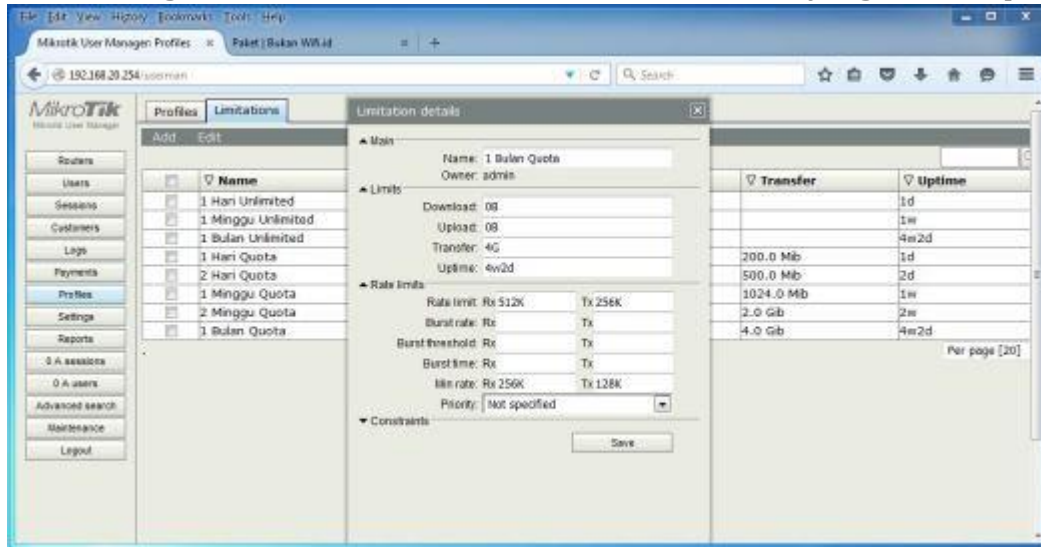 File Edit View History Bookmarks Tools Help
Mikrotik User Manager Profiles × Paket | Bukan Wifi.id × +
192.168.20.254/userman Search
MikroTik
Mikrotik User Manager
Routers
Users
Sessions
Customers
Logs
Payments
Profiles
Settings
Reports
0 A sessions
0 A users
Advanced search
Maintenance
Logout
Profiles Limitations
Add Edit
Name Transfer Uptime
1 Hari Unlimited 1d
1 Minggu Unlimited 1w
1 Bulan Unlimited 4w2d
1 Hari Quota 200.0 Mib 1d
2 Hari Quota 500.0 Mib 2d
1 Minggu Quota 1024.0 Mib 1w
2 Minggu Quota 2.0 Gib 2w
1 Bulan Quota 4.0 Gib 4w2d
Per page [20]
Limitation details
Main
Name: 1 Bulan Quota
Owner: admin
Limits
Download: 0B
Upload: 0B
Transfer: 4G
Uptime: 4w2d
Rate limits
Rate limit: Rx 512K Tx 256K
Burst rate: Rx Tx
Burst threshold: Rx Tx
Burst time: Rx Tx
Min rate: Rx 256K Tx 128K
Priority: Not specified
Constraints
Save